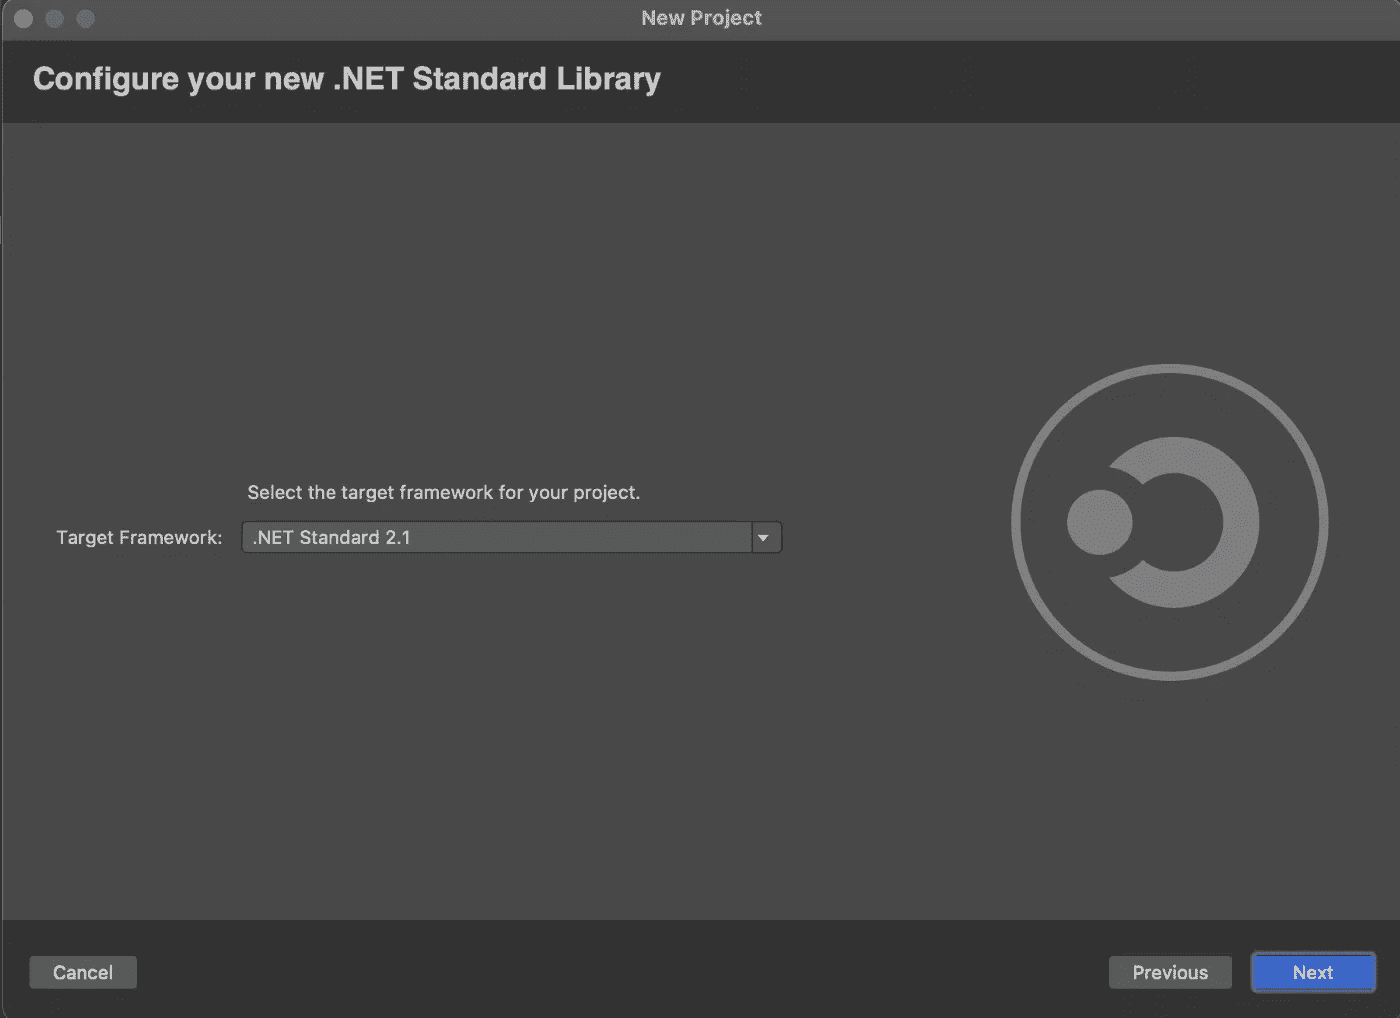 New Project
Configure your new .NET Standard Library
Select the target framework for your project.
Target Framework: .NET Standard 2.1
Cancel Previous Next